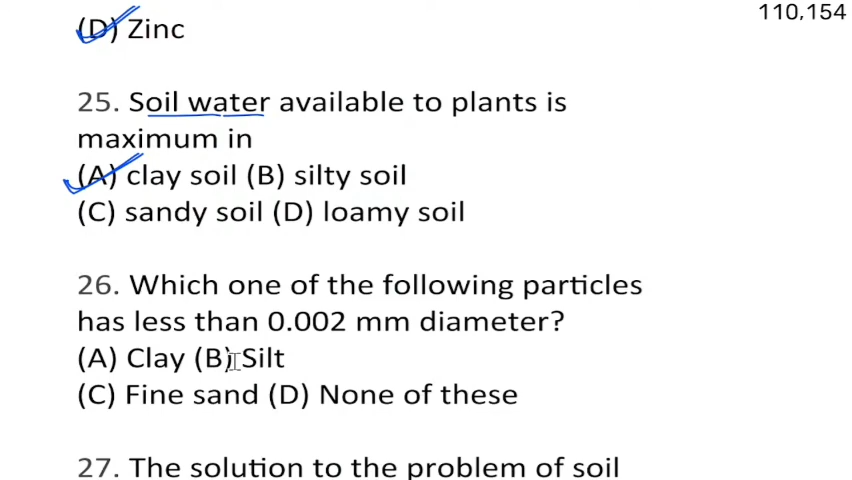 110,154
(D) Zinc
25. Soil water available to plants is
maximum in
(A) clay soil (B) silty soil
(C) sandy soil (D) loamy soil
26. Which one of the following particles
has less than 0.002 mm diameter?
(A) Clay (B) Silt
(C) Fine sand (D) None of these
27. The solution to the problem of soil